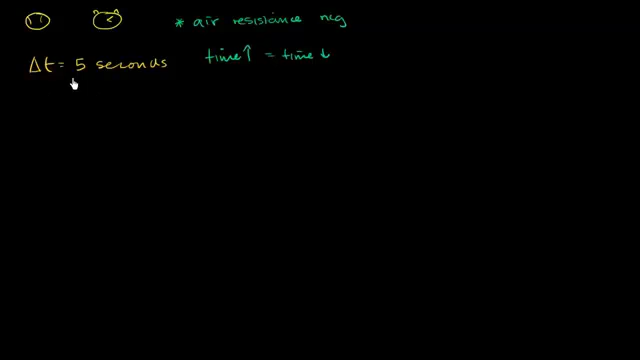 * air resistance neg
time↑ = time↓
Δt = 5 seconds